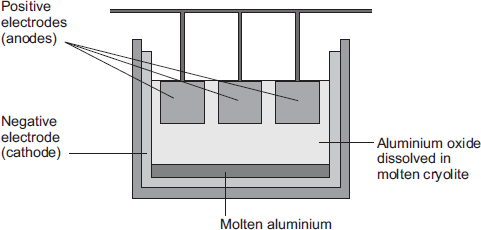 Positive
electrodes
(anodes)
Negative
electrode
(cathode)
Aluminium oxide
dissolved in
molten cryolite
Molten aluminium